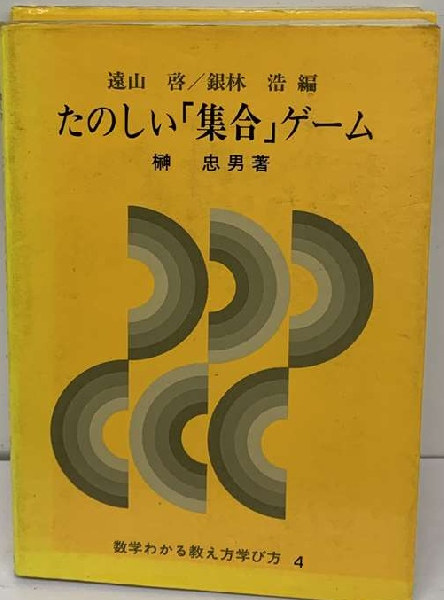 遠山 啓／銀林 浩 編
たのしい「集合」ゲーム
榊 忠男著
数学わかる教え方学び方 4